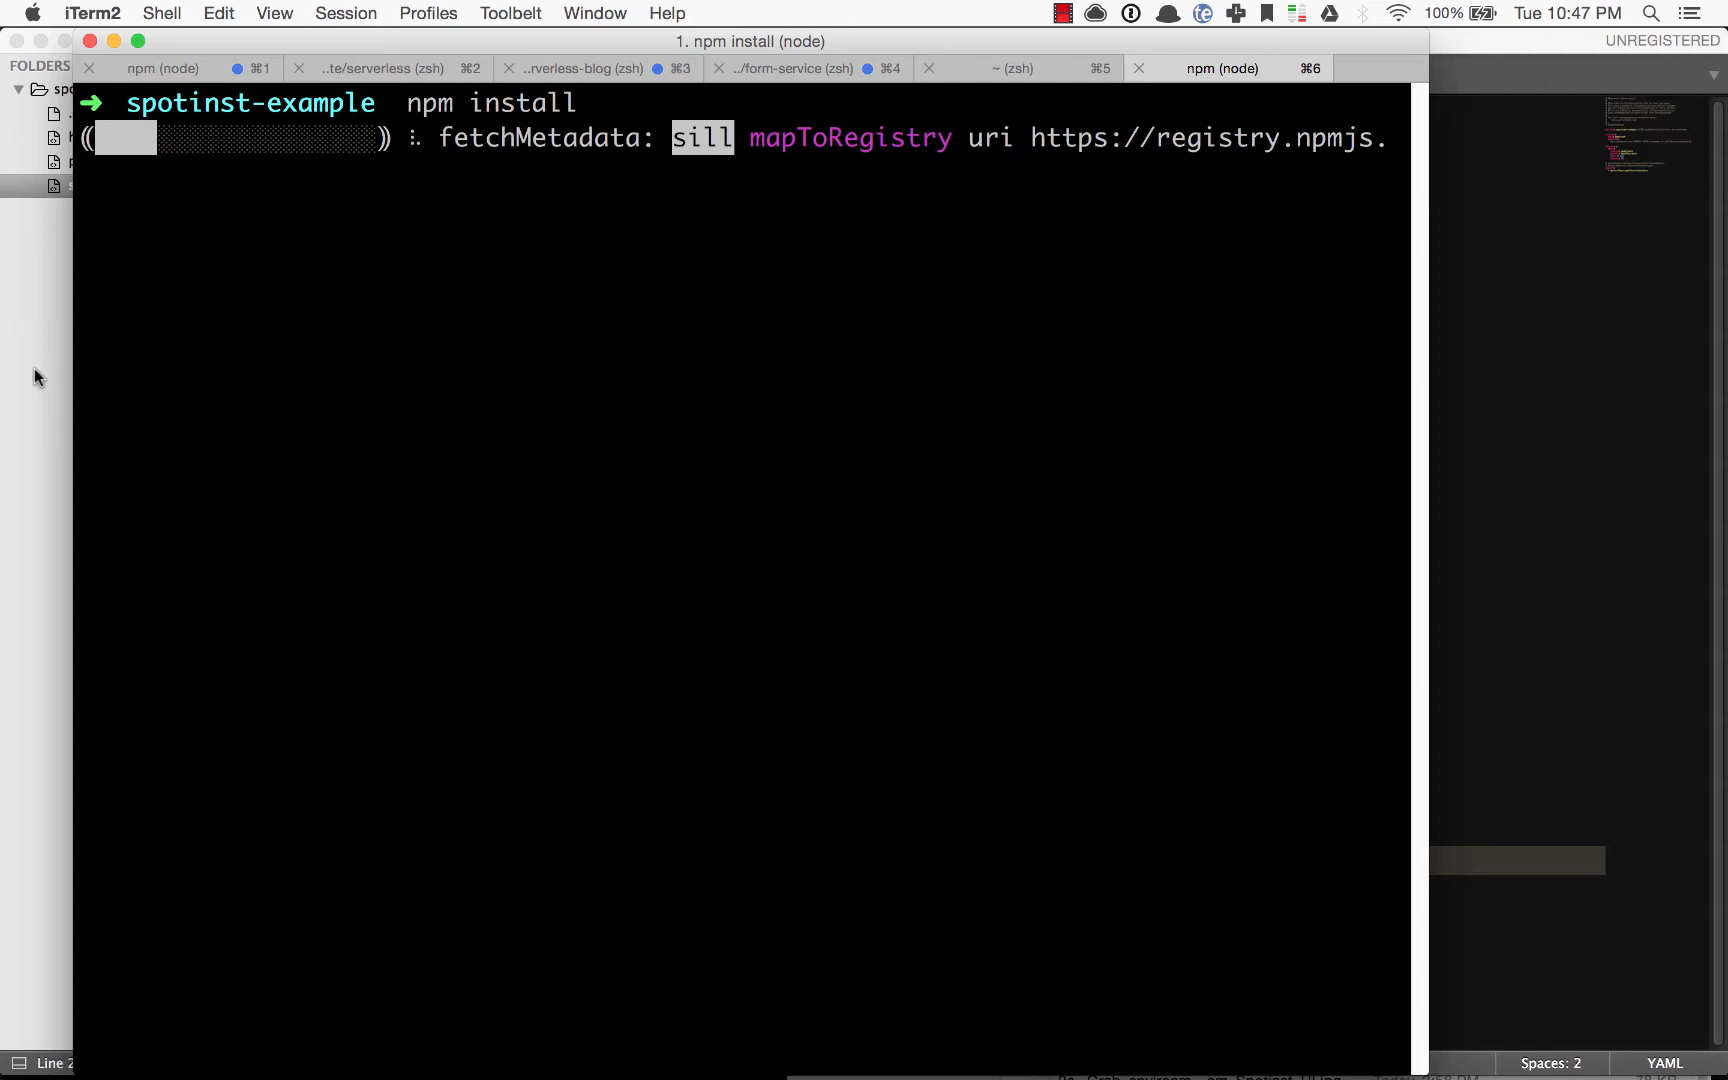 iTerm2 Shell Edit View Session Profiles Toolbelt Window Help 100% Tue 10:47 PM
1. npm install (node)
UNREGISTERED
FOLDERS
npm (node) ⌘1 ..te/serverless (zsh) ⌘2 ..rverless-blog (zsh) ⌘3 ../form-service (zsh) ⌘4 ~ (zsh) ⌘5 npm (node) ⌘6
spo
➜ spotinst-example npm install
fetchMetadata: sill mapToRegistry uri https://registry.npmjs.
Line 2
Spaces: 2
YAML